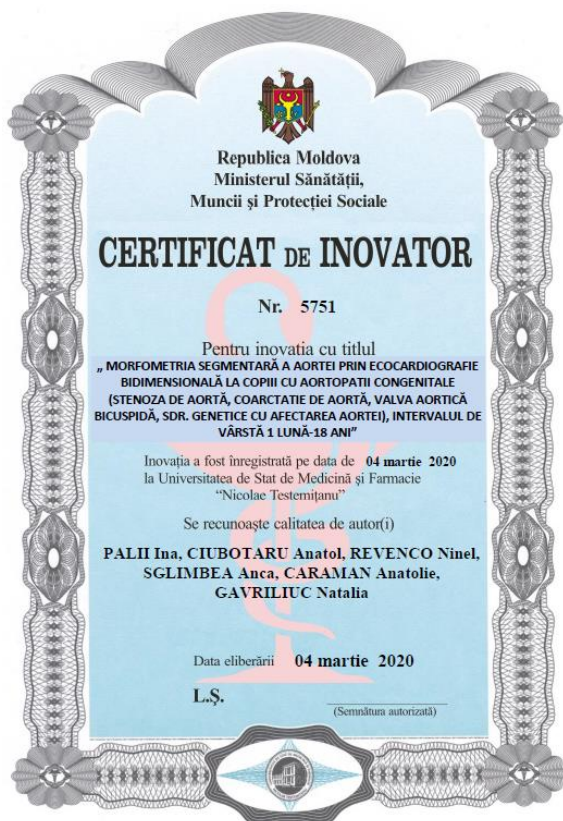 Republica Moldova
Ministerul Sănătății,
Muncii și Protecției Sociale
CERTIFICAT DE INOVATOR
Nr. 5751
Pentru inovatia cu titlul
„ MORFOMETRIA SEGMENTARĂ A AORTEI PRIN ECOCARDIOGRAFIE
BIDIMENSIONALĂ LA COPIII CU AORTOPATII CONGENITALE
(STENOZA DE AORTĂ, COARCTATIE DE AORTĂ, VALVA AORTICĂ
BICUSPIDĂ, SDR. GENETICE CU AFECTAREA AORTEI), INTERVALUL DE
VÂRSTĂ 1 LUNĂ-18 ANI”
Inovația a fost înregistrată pe data de 04 martie 2020
la Universitatea de Stat de Medicină și Farmacie
“Nicolae Testemițanu”
Se recunoaște calitatea de autor(i)
PALII Ina, CIUBOTARU Anatol, REVENCO Ninel,
SGLIMBEA Anca, CARAMAN Anatolie,
GAVRILIUC Natalia
Data eliberării 04 martie 2020
L.Ș.
(Semnătura autorizată)